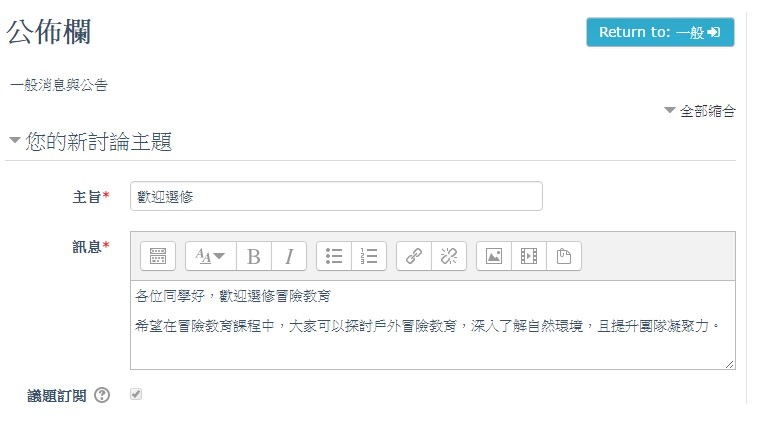 公佈欄
Return to: 一般
一般消息與公告
全部縮合
您的新討論主題
主旨*
歡迎選修
訊息*
各位同學好，歡迎選修冒險教育
希望在冒險教育課程中，大家可以探討戶外冒險教育，深入了解自然環境，且提升團隊凝聚力。
議題訂閱